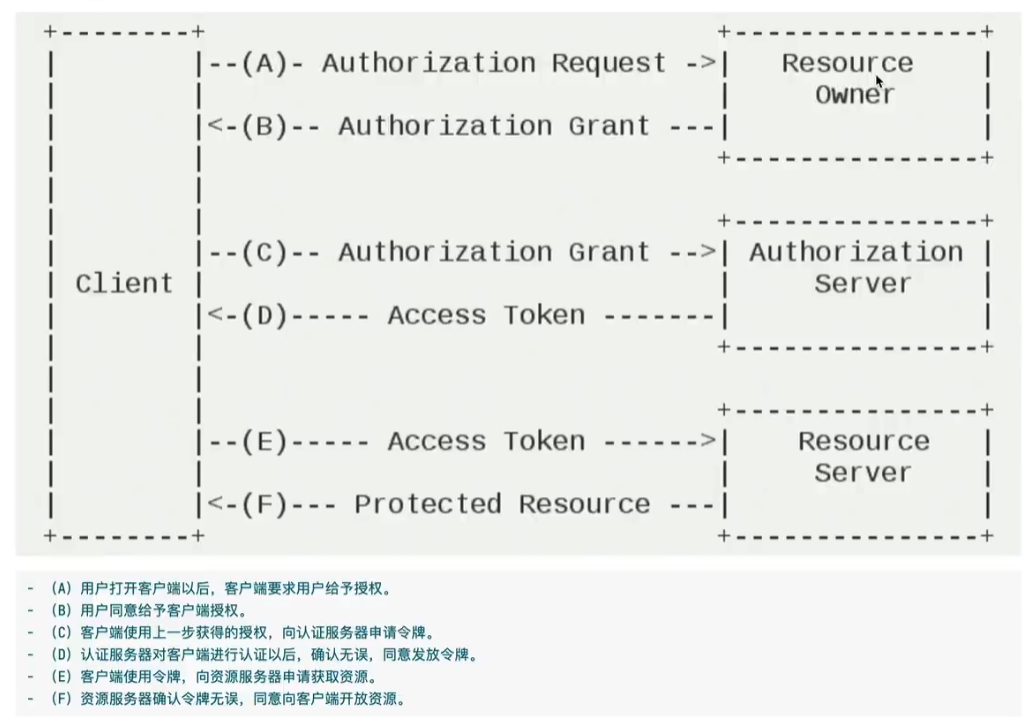 +--------+                               +---------------+
|        |--(A)- Authorization Request ->|   Resource    |
|        |                               |     Owner     |
|        |<-(B)-- Authorization Grant ---|               |
|        |                               +---------------+
|        |
|        |                               +---------------+
|        |--(C)-- Authorization Grant -->| Authorization |
| Client |                               |     Server    |
|        |<-(D)----- Access Token -------|               |
|        |                               +---------------+
|        |
|        |                               +---------------+
|        |--(E)----- Access Token ------>|    Resource   |
|        |                               |     Server    |
|        |<-(F)--- Protected Resource ---|               |
+--------+                               +---------------+
- (A) 用户打开客户端以后,客户端要求用户给予授权。
- (B) 用户同意给予客户端授权。
- (C) 客户端使用上一步获得的授权,向认证服务器申请令牌。
- (D) 认证服务器对客户端进行认证以后,确认无误,同意发放令牌。
- (E) 客户端使用令牌,向资源服务器申请获取资源。
- (F) 资源服务器确认令牌无误,同意向客户端开放资源。